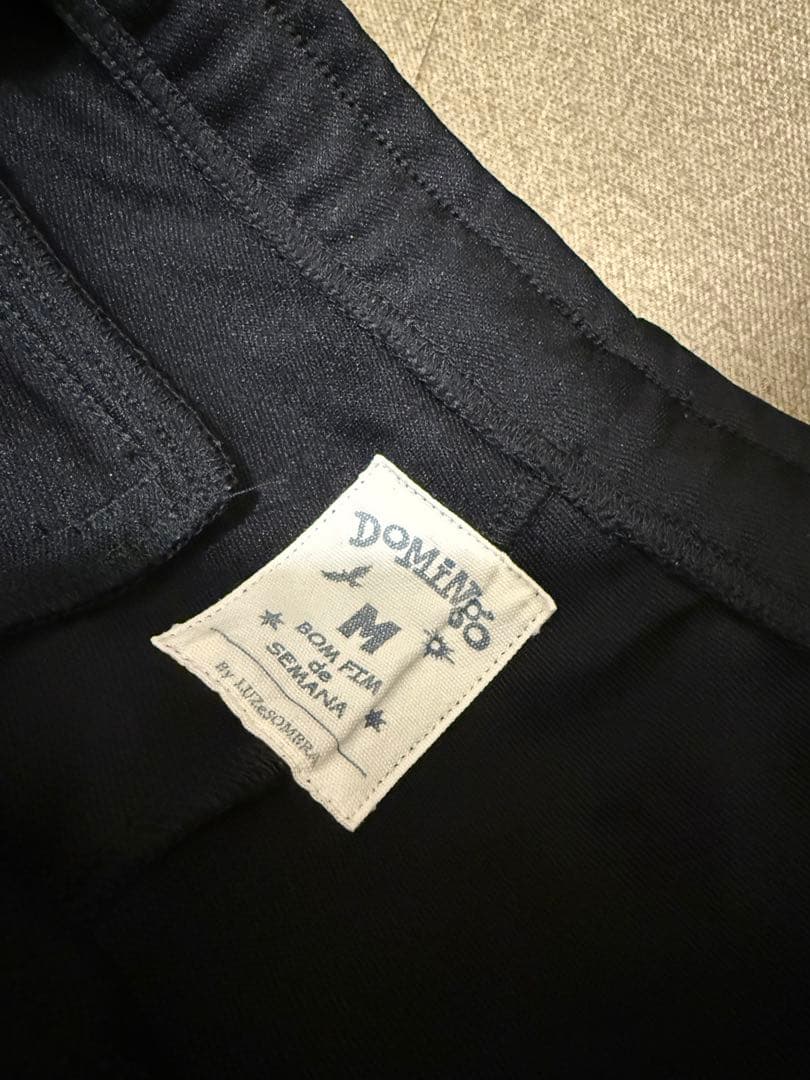 DOMiNGO
M
BOM FIM
de
SEMANA
By LUZeSOMBRA